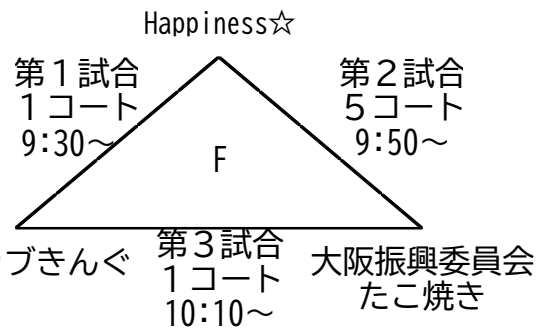 Happiness☆
第１試合
１コート
9:30～
第２試合
５コート
9:50～
F
ブきんぐ
第３試合
１コート
10:10～
大阪振興委員会
たこ焼き